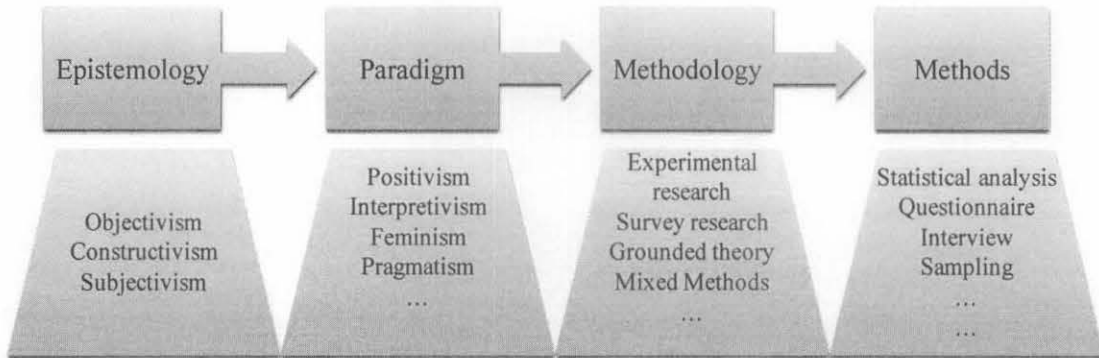 Epistemology
Paradigm
Methodology
Methods
Objectivism
Constructivism
Subjectivism
Positivism
Interpretivism
Feminism
Pragmatism
…
Experimental
research
Survey research
Grounded theory
Mixed Methods
…
Statistical analysis
Questionnaire
Interview
Sampling
…
…